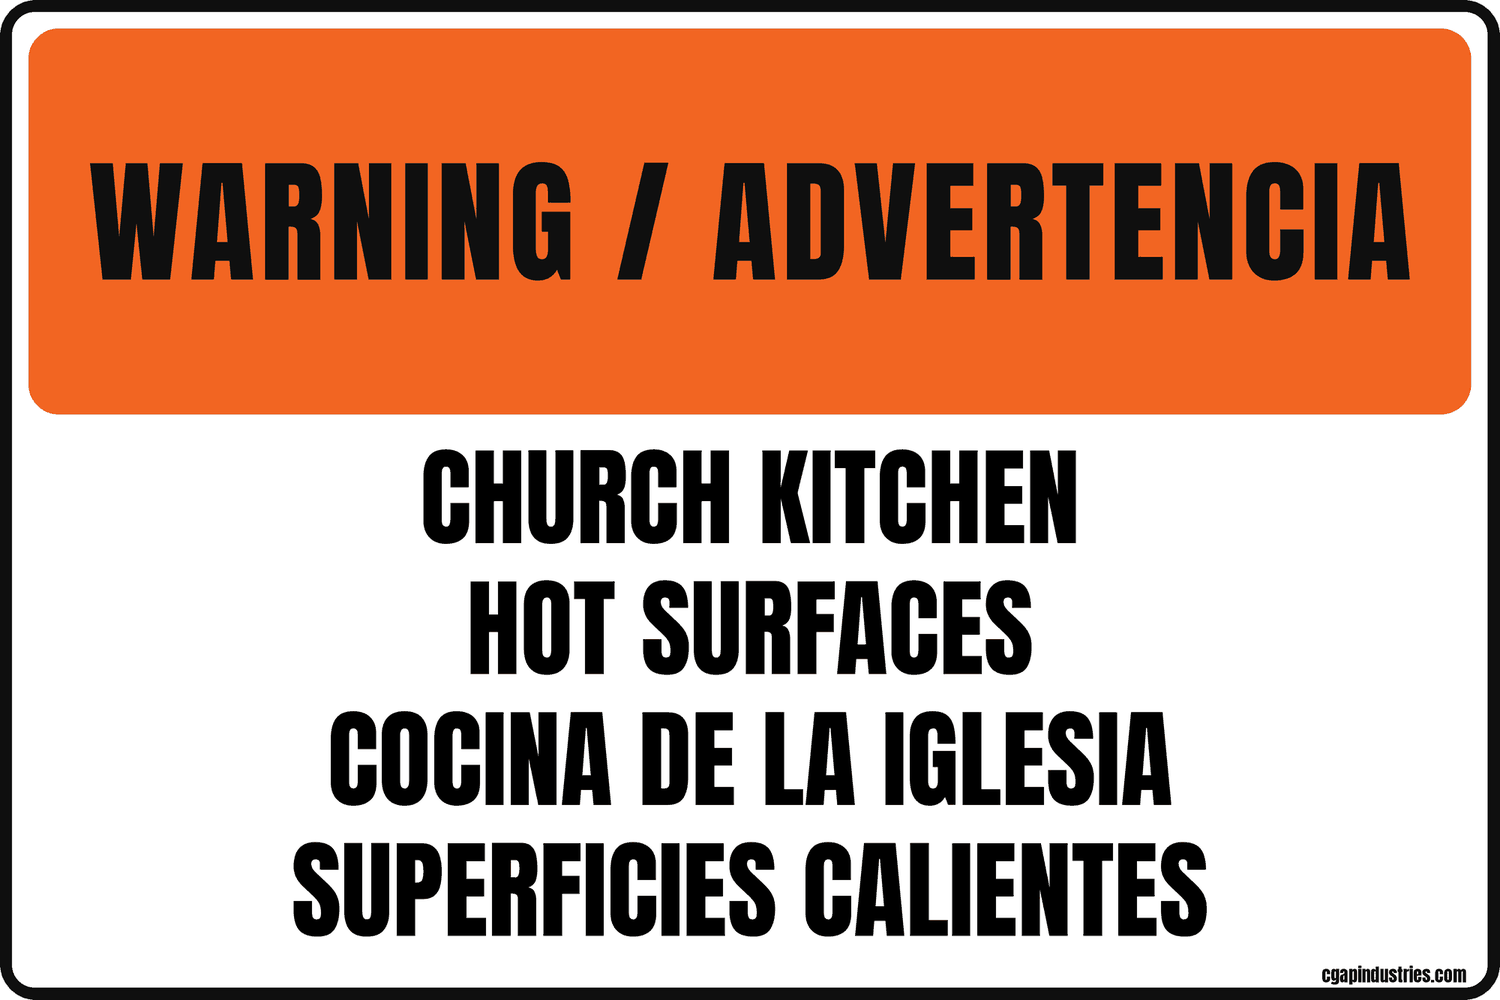 WARNING / ADVERTENCIA
CHURCH KITCHEN
HOT SURFACES
COCINA DE LA IGLESIA
SUPERFICIES CALIENTES
cgapindustries.com